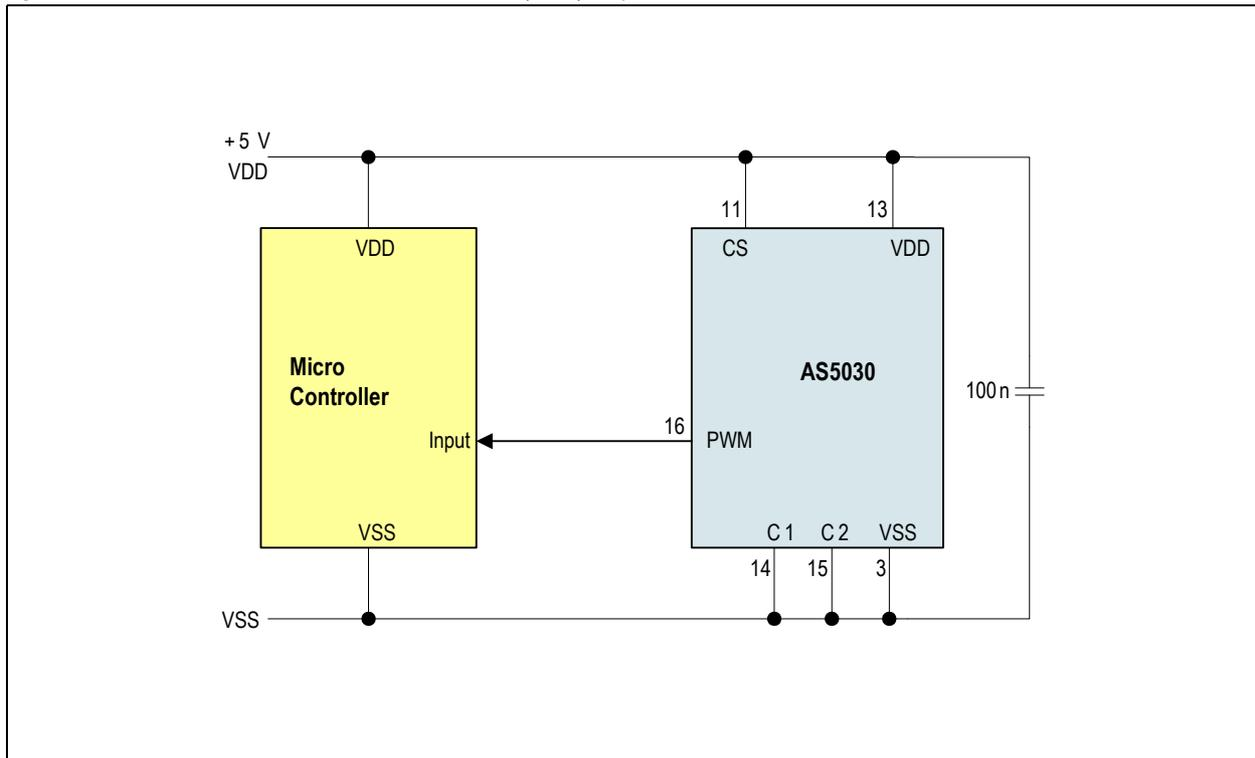 +5 V
VDD
11
13
VDD
CS
VDD
Micro
Controller
AS5030
100n
Input
16
PWM
VSS
C1
C2
VSS
14
15
3
VSS